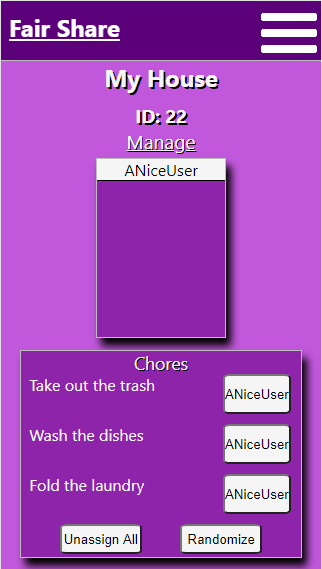 Fair Share
My House
ID: 22
Manage
ANiceUser
Chores
Take out the trash
ANiceUser
Wash the dishes
ANiceUser
Fold the laundry
ANiceUser
Unassign All
Randomize